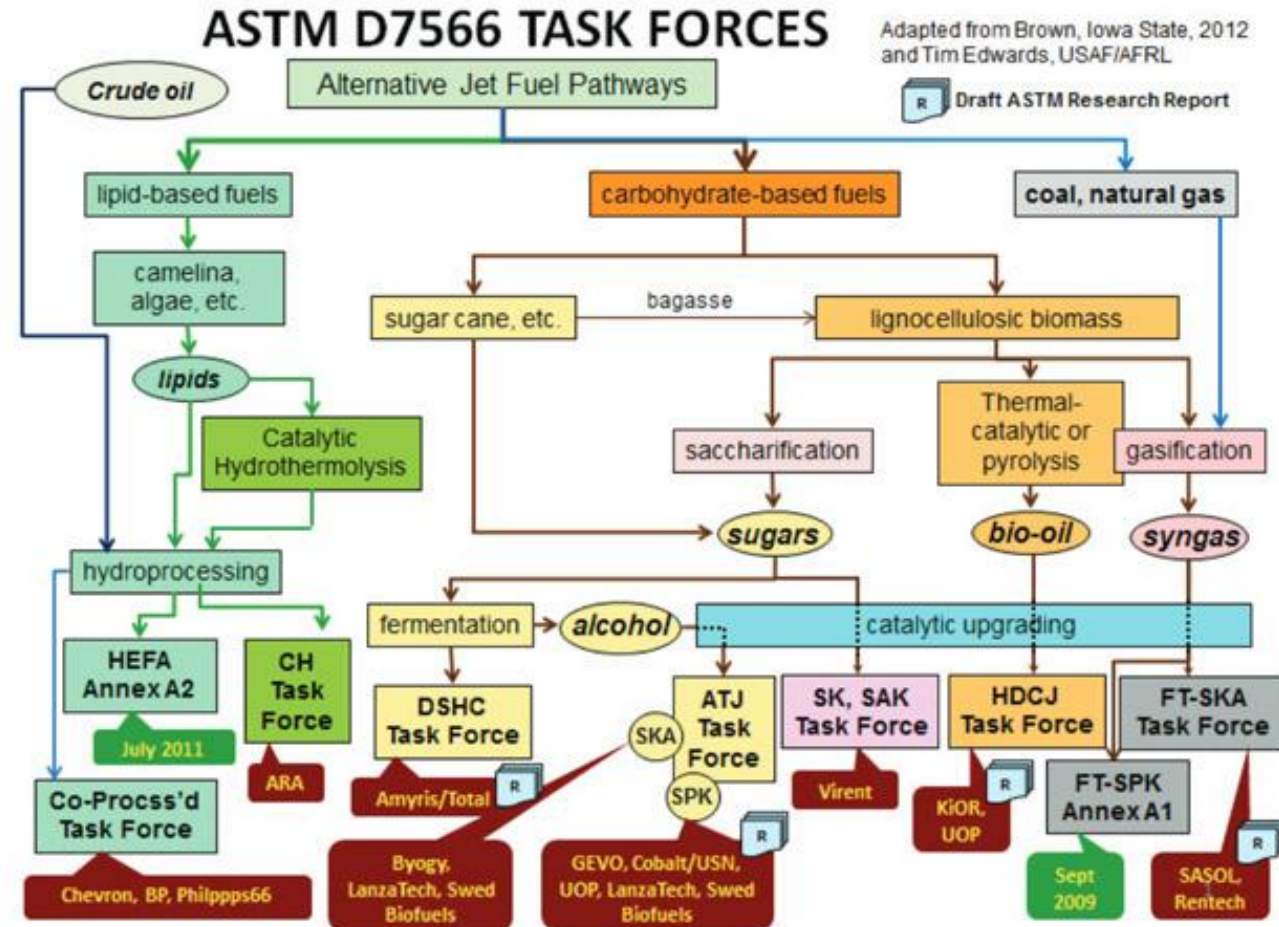 ASTM D7566 TASK FORCES
Adapted from Brown, Iowa State, 2012
and Tim Edwards, USAF/AFRL
R
Draft ASTM Research Report
Crude oil
Alternative Jet Fuel Pathways
lipid-based fuels
carbohydrate-based fuels
coal, natural gas
camelina,
algae, etc.
sugar cane, etc.
bagasse
lignocellulosic biomass
lipids
Catalytic
Hydrothermolysis
saccharification
Thermal-
catalytic or
pyrolysis
gasification
sugars
bio-oil
syngas
hydroprocessing
fermentation
alcohol
catalytic upgrading
HEFA
Annex A2
July 2011
CH
Task
Force
ARA
DSHC
Task Force
Amyris/Total
R
SKA
ATJ
Task
Force
SPK
SK, SAK
Task Force
Virent
HDCJ
Task Force
KiOR,
UOP
R
FT-SKA
Task Force
FT-SPK
Annex A1
Co-Procss'd
Task Force
Chevron, BP, Philppps66
Byogy,
LanzaTech, Swed
Biofuels
GEVO, Cobalt/USN,
UOP, LanzaTech, Swed
Biofuels
R
Sept
2009
SASOL,
Rentech
R